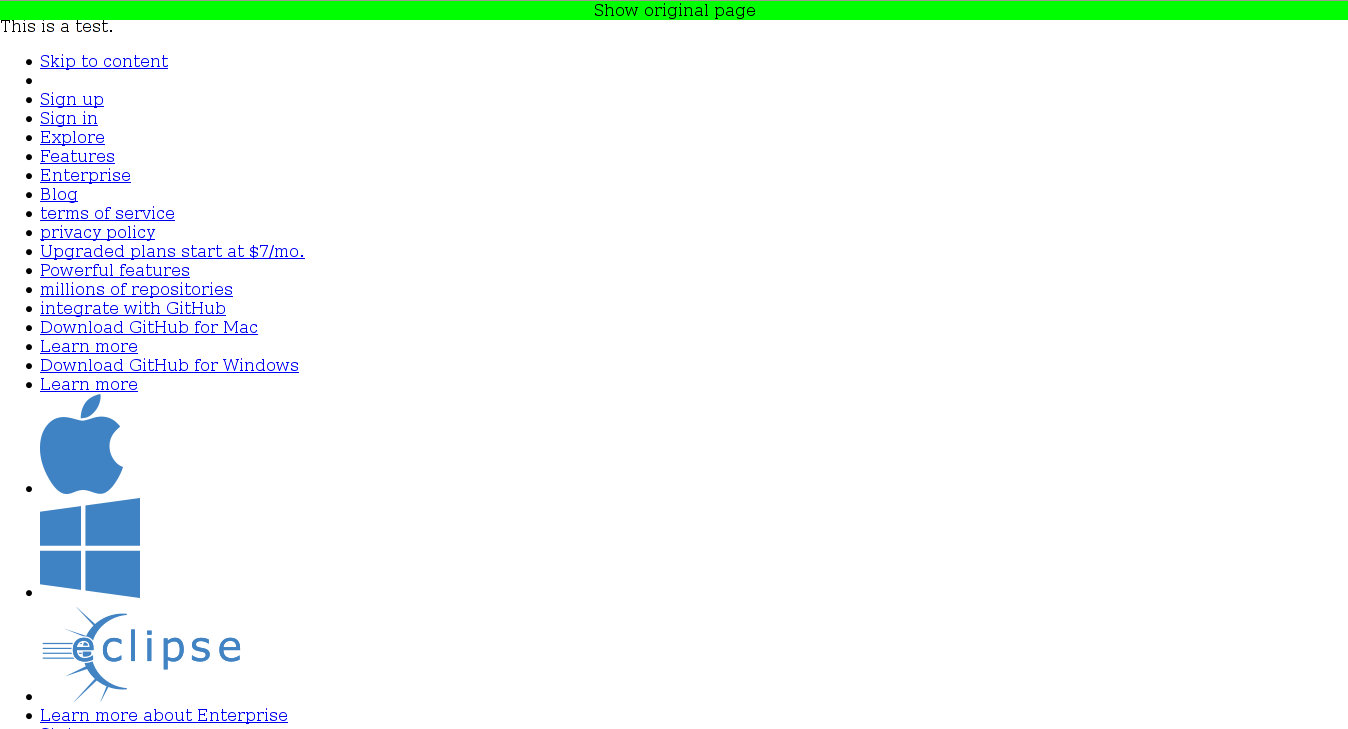 Show original page
This is a test.
Skip to content
Sign up
Sign in
Explore
Features
Enterprise
Blog
terms of service
privacy policy
Upgraded plans start at $7/mo.
Powerful features
millions of repositories
integrate with GitHub
Download GitHub for Mac
Learn more
Download GitHub for Windows
Learn more
eclipse
Learn more about Enterprise